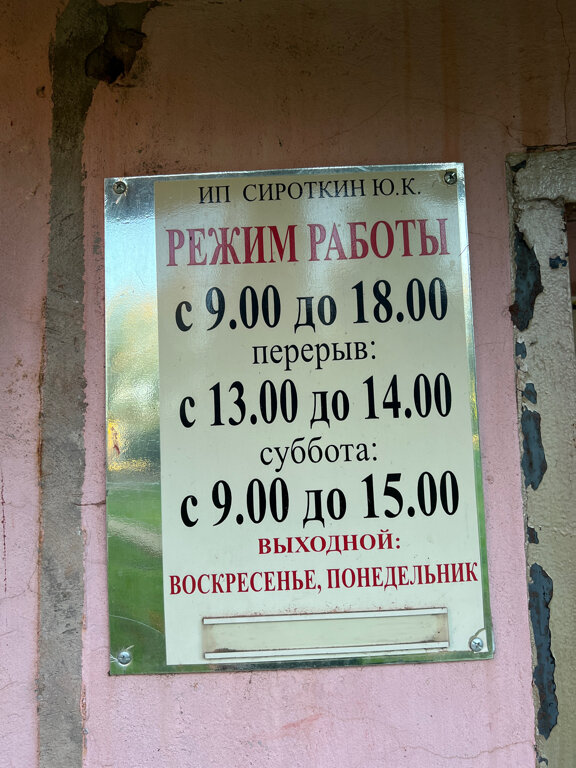 ИП СИРОТКИН Ю.К.
РЕЖИМ РАБОТЫ
с 9.00 до 18.00
перерыв:
с 13.00 до 14.00
суббота:
с 9.00 до 15.00
ВЫХОДНОЙ:
ВОСКРЕСЕНЬЕ, ПОНЕДЕЛЬНИК